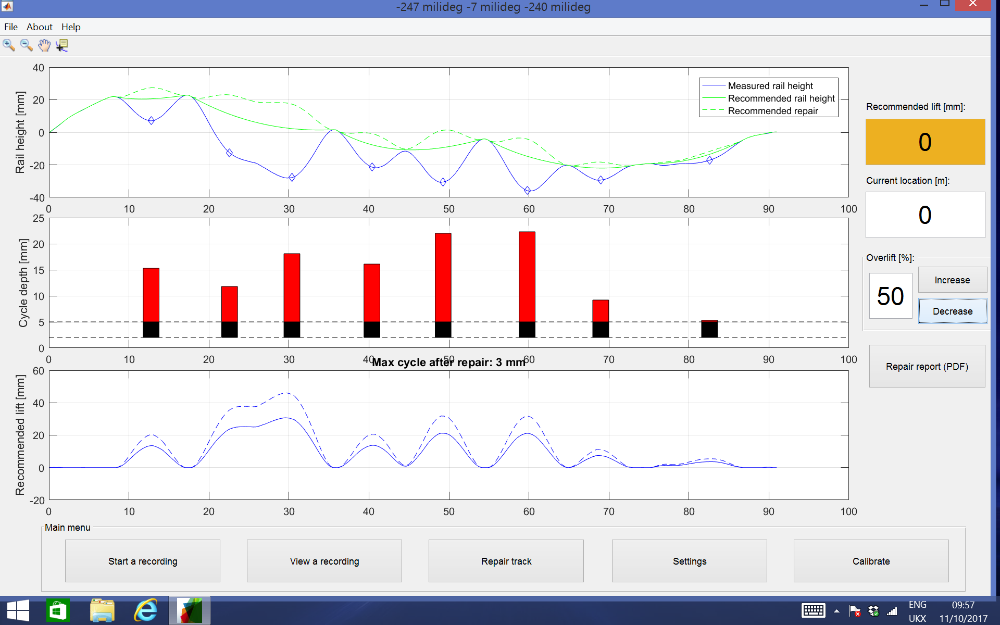 -247 milideg -7 milideg -240 milideg
File About Help
Rail height [mm]
40
20
0
-20
-40
0 10 20 30 40 50 60 70 80 90 100
Measured rail height
Recommended rail height
Recommended repair
Cycle depth [mm]
25
20
15
10
5
0
0 10 20 30 40 50 60 70 80 90 100
Max cycle after repair: 3 mm
Recommended lift [mm]
60
40
20
0
-20
0 10 20 30 40 50 60 70 80 90 100
Recommended lift [mm]:
0
Current location [m]:
0
Overlift [%]:
50
Increase
Decrease
Repair report (PDF)
Main menu
Start a recording
View a recording
Repair track
Settings
Calibrate
ENG
UKX
09:57
11/10/2017